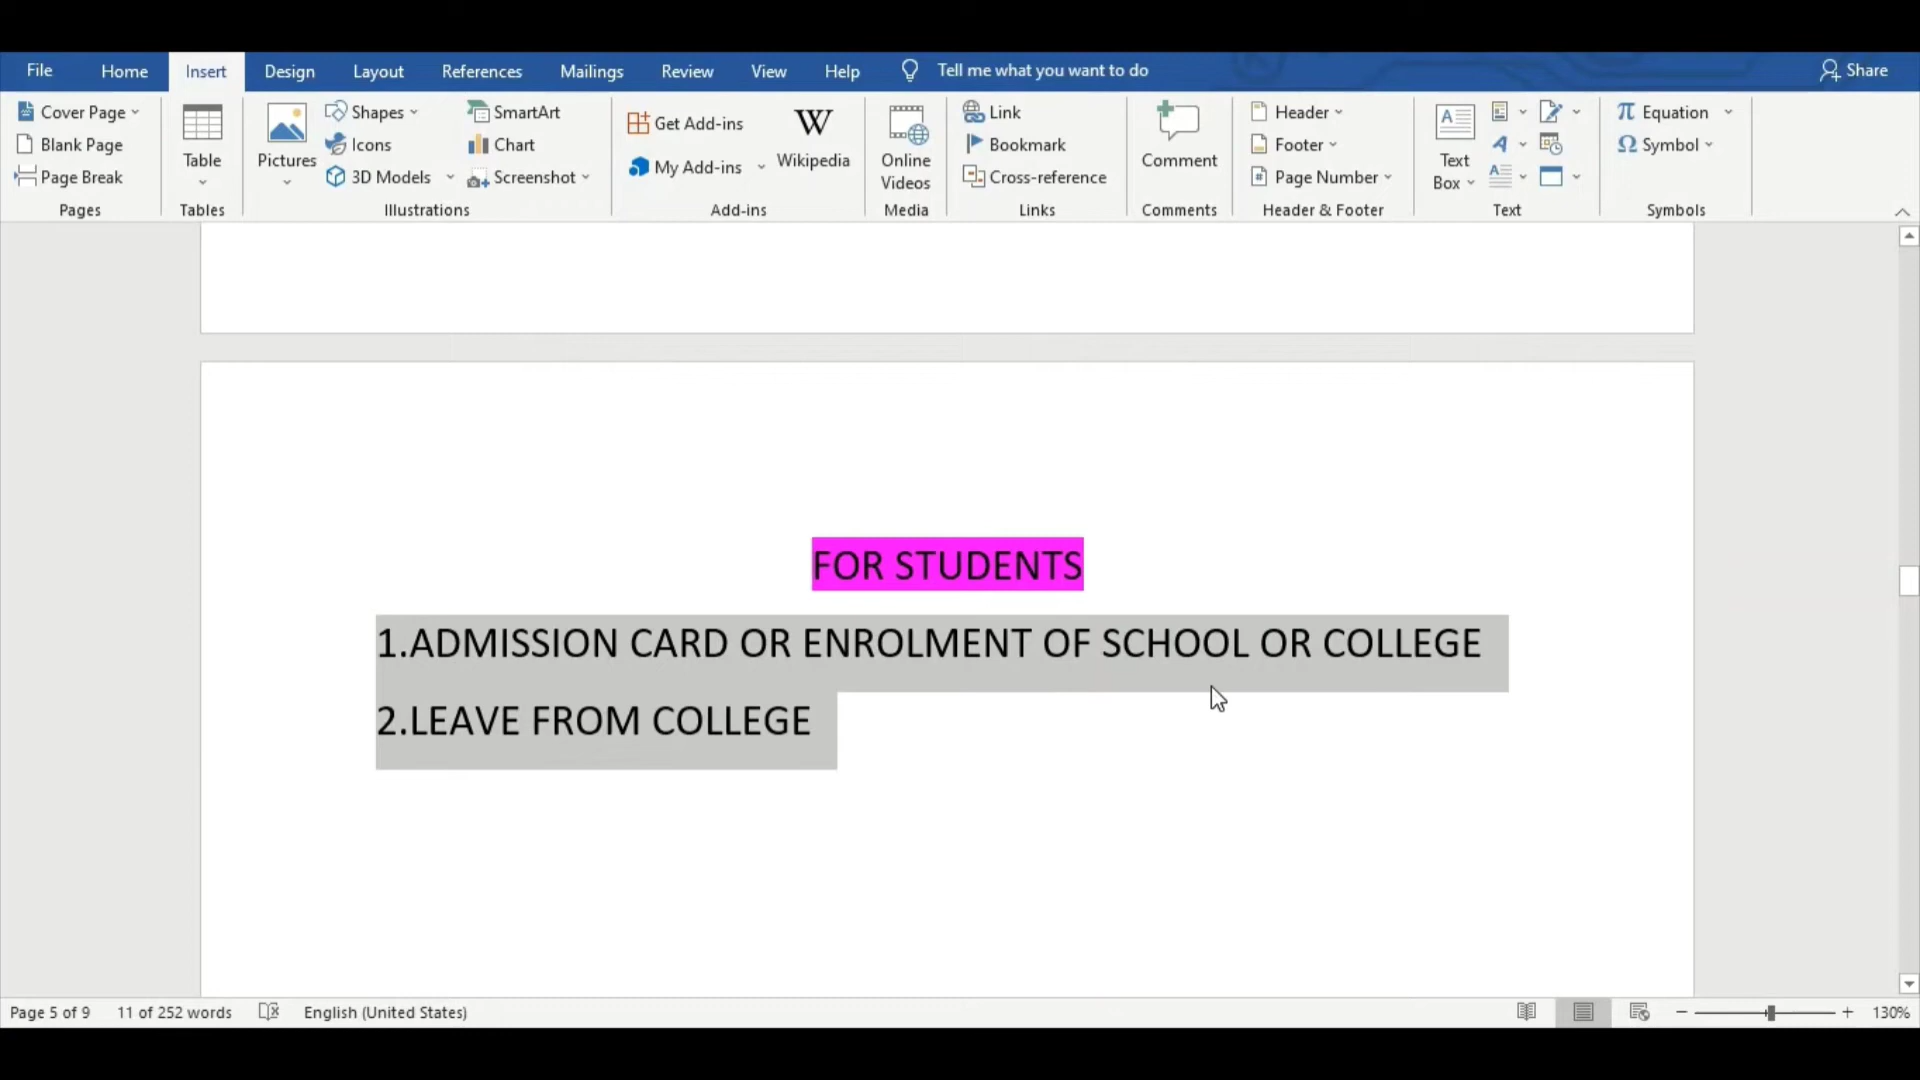 File Home Insert Design Layout References Mailings Review View Help Tell me what you want to do Share
Cover Page Blank Page Page Break Pages
Table Tables
Pictures Shapes Icons 3D Models SmartArt Chart Screenshot Illustrations
Get Add-ins My Add-ins Wikipedia Add-ins
Online Videos Media
Link Bookmark Cross-reference Links
Comment Comments
Header Footer Page Number Header & Footer
Text Box Text
Equation Symbol Symbols
FOR STUDENTS
1.ADMISSION CARD OR ENROLMENT OF SCHOOL OR COLLEGE
2.LEAVE FROM COLLEGE
Page 5 of 9 11 of 252 words English (United States) 130%